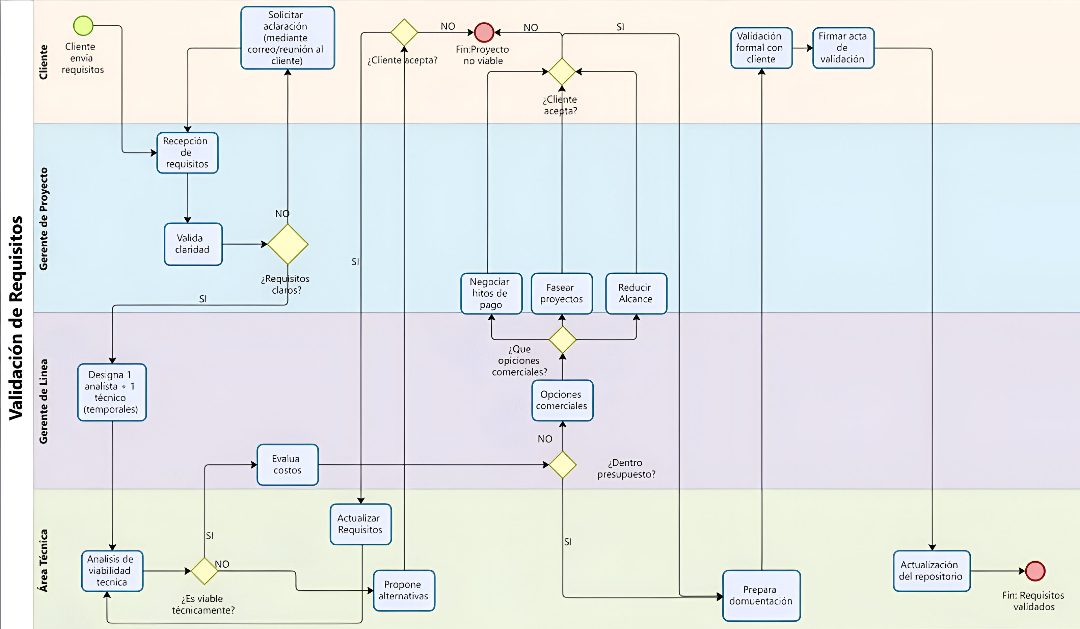 Validación de Requisitos
Cliente
Cliente
envia
requisitos
Solicitar
aclaración
(mediante
correo/reunión al
cliente)
¿Cliente acepta?
NO
SI
Fin:Proyecto
no viable
NO
SI
¿Cliente
acepta?
Validación
formal con
cliente
Firmar acta
de
validación
Gerente de Proyecto
Recepción
de
requisitos
Valida
claridad
NO
¿Requisitos
claros?
SI
Negociar
hitos de
pago
Fasear
proyectos
Reducir
Alcance
Gerente de Linea
Designa 1
analista + 1
técnico
(temporales)
Evalua
costos
¿Que
opiciones
comerciales?
Opciones
comerciales
NO
¿Dentro
presupuesto?
SI
Área Técnica
Analisis de
viabilidad
tecnica
SI
NO
¿Es viable
técnicamente?
Actualizar
Requisitos
Propone
alternativas
Prepara
domuentación
Actualización
del repositorio
Fin: Requisitos
validados